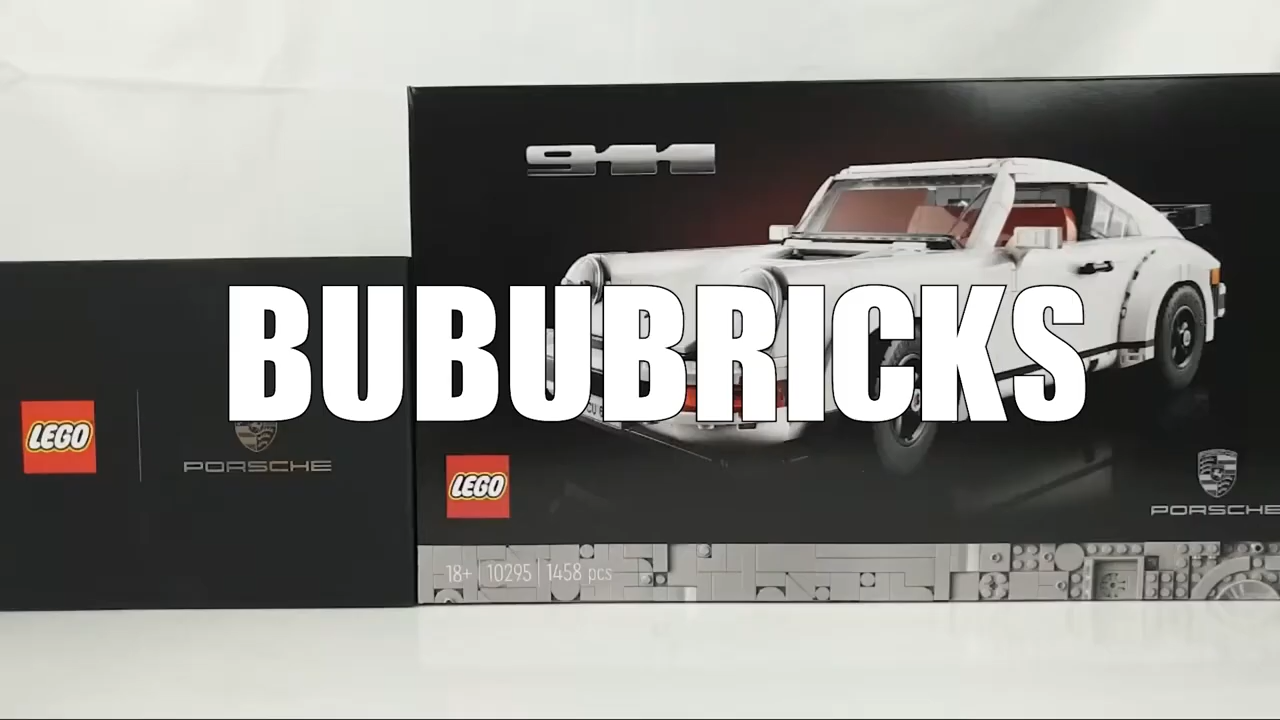 911
BUBUBRICKS
LEGO
PORSCHE
LEGO
PORSCHE
18+ | 10295 | 1458 pcs